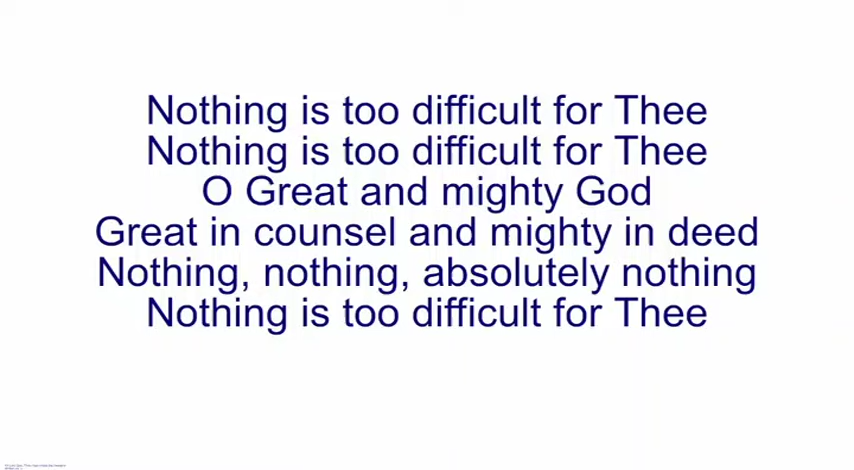 Nothing is too difficult for Thee
Nothing is too difficult for Thee
O Great and mighty God
Great in counsel and mighty in deed
Nothing, nothing, absolutely nothing
Nothing is too difficult for Thee